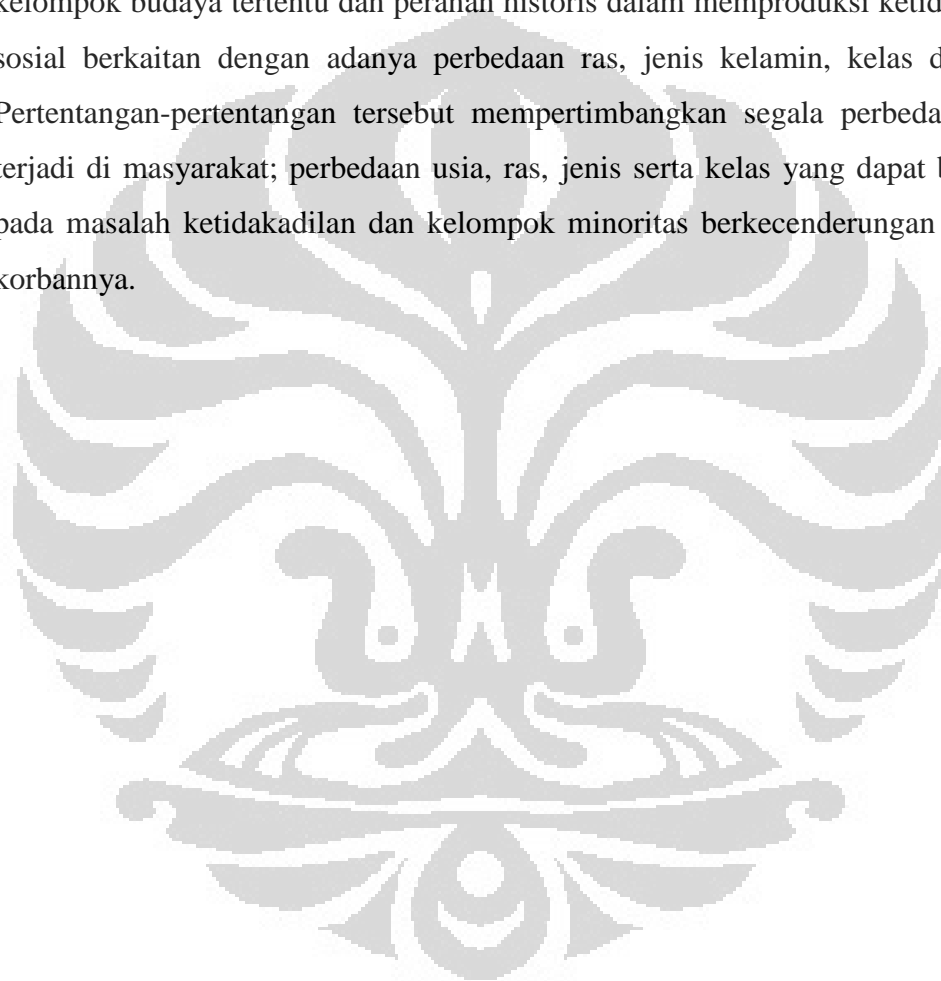 kelompok budaya tertentu dan peranan historis dalam memproduksi ketid
sosial berkaitan dengan adanya perbedaan ras, jenis kelamin, kelas d
Pertentangan-pertentangan tersebut mempertimbangkan segala perbeda
terjadi di masyarakat; perbedaan usia, ras, jenis serta kelas yang dapat b
pada masalah ketidakadilan dan kelompok minoritas berkecenderungan
korbannya.